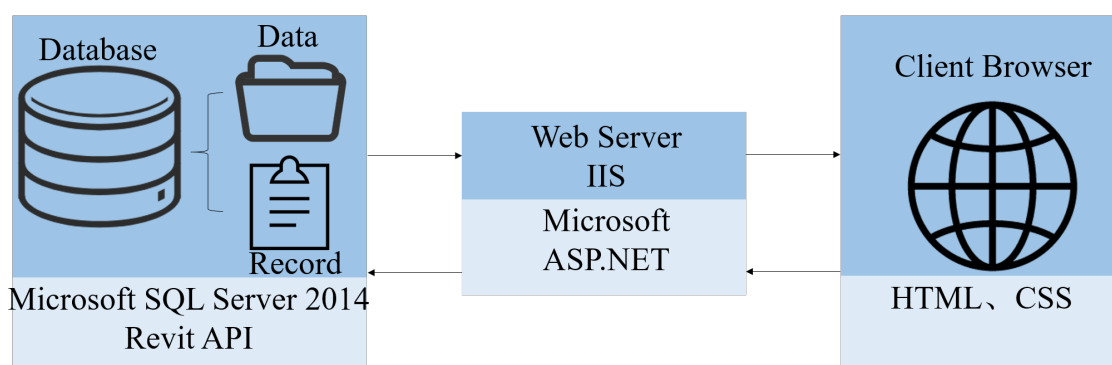 Database
Data
Record
Microsoft SQL Server 2014
Revit API
Web Server
IIS
Microsoft
ASP.NET
Client Browser
HTML、CSS